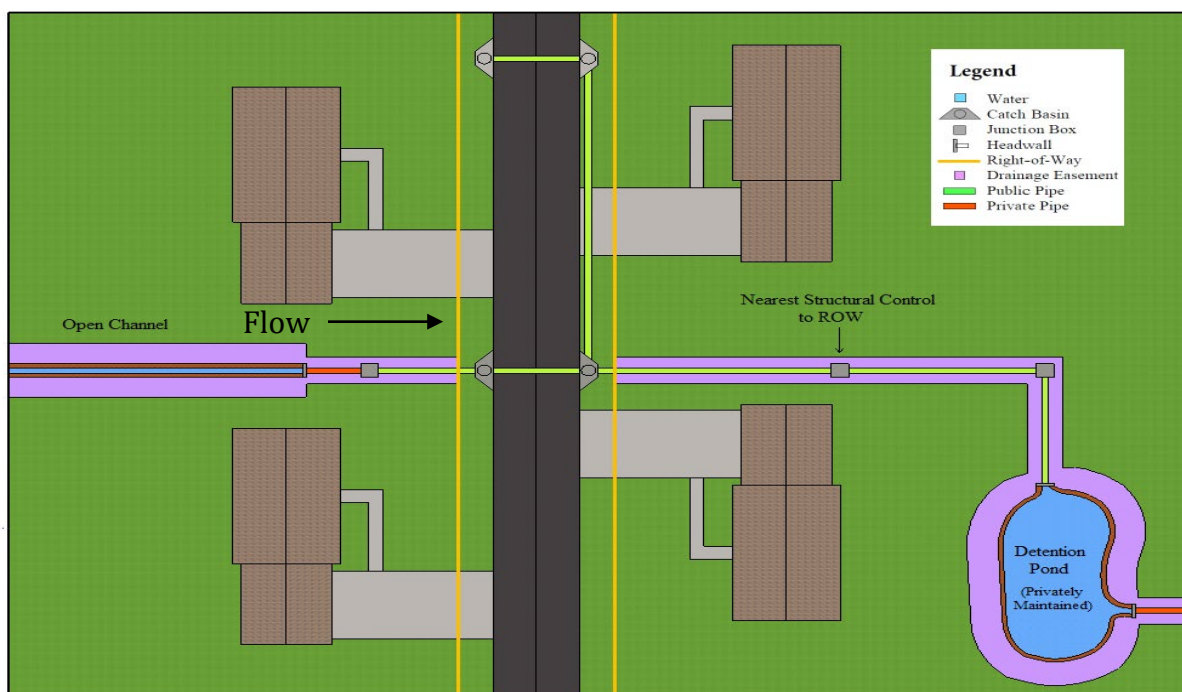 Legend
Water
Catch Basin
Junction Box
Headwall
Right-of-Way
Drainage Easement
Public Pipe
Private Pipe
Nearest Structural Control
to ROW
Open Channel
Flow
Detention
Pond
(Privately
Maintained)